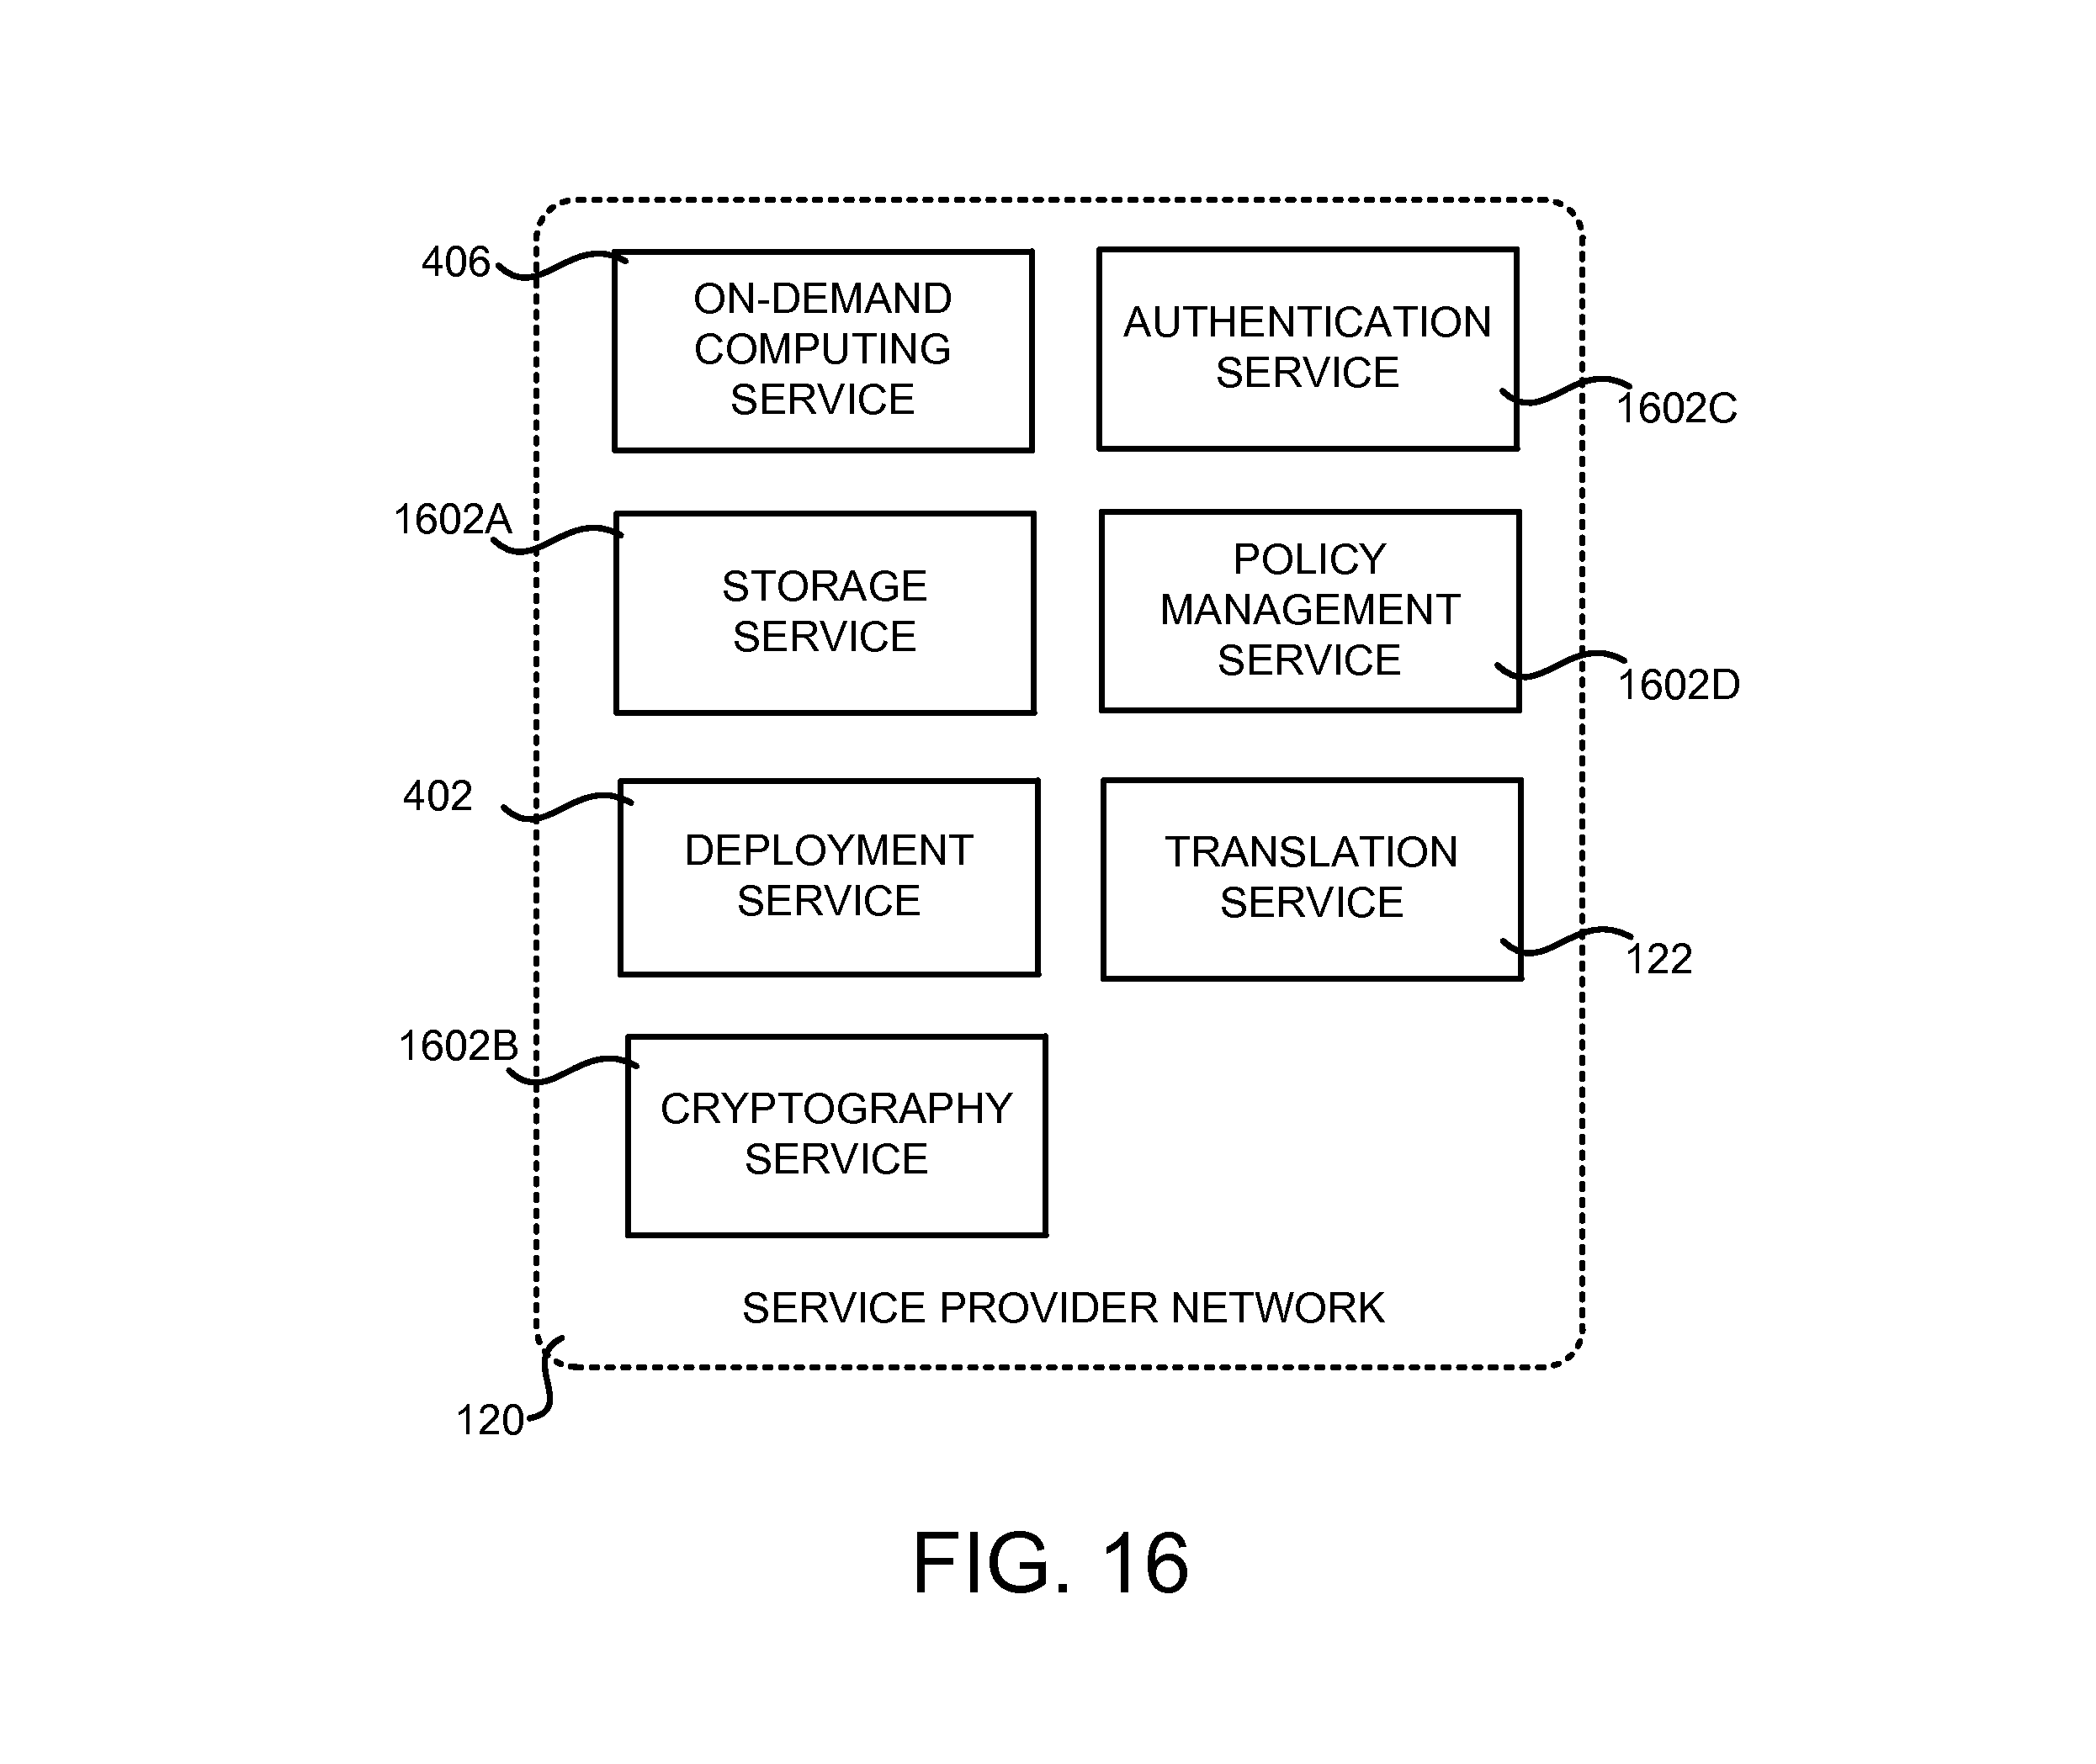 406
ON-DEMAND
COMPUTING
SERVICE
AUTHENTICATION
SERVICE
1602C
1602A
STORAGE
SERVICE
POLICY
MANAGEMENT
SERVICE
1602D
402
DEPLOYMENT
SERVICE
TRANSLATION
SERVICE
122
1602B
CRYPTOGRAPHY
SERVICE
SERVICE PROVIDER NETWORK
120
FIG. 16